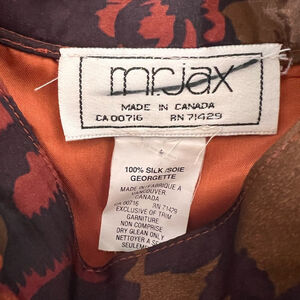 mr.jax
MADE IN CANADA
CA 00716 RN 71429
100% SILK/SOIE
GEORGETTE
MADE IN/FABRIQUE A
VANCOUVER
CANADA
CA 00716 RN 71429
EXCLUSIVE OF TRIM
GARNITURE
NON COMPRISE
DRY CLEAN ONLY
NETTOYER A SEC
SEULEMENT